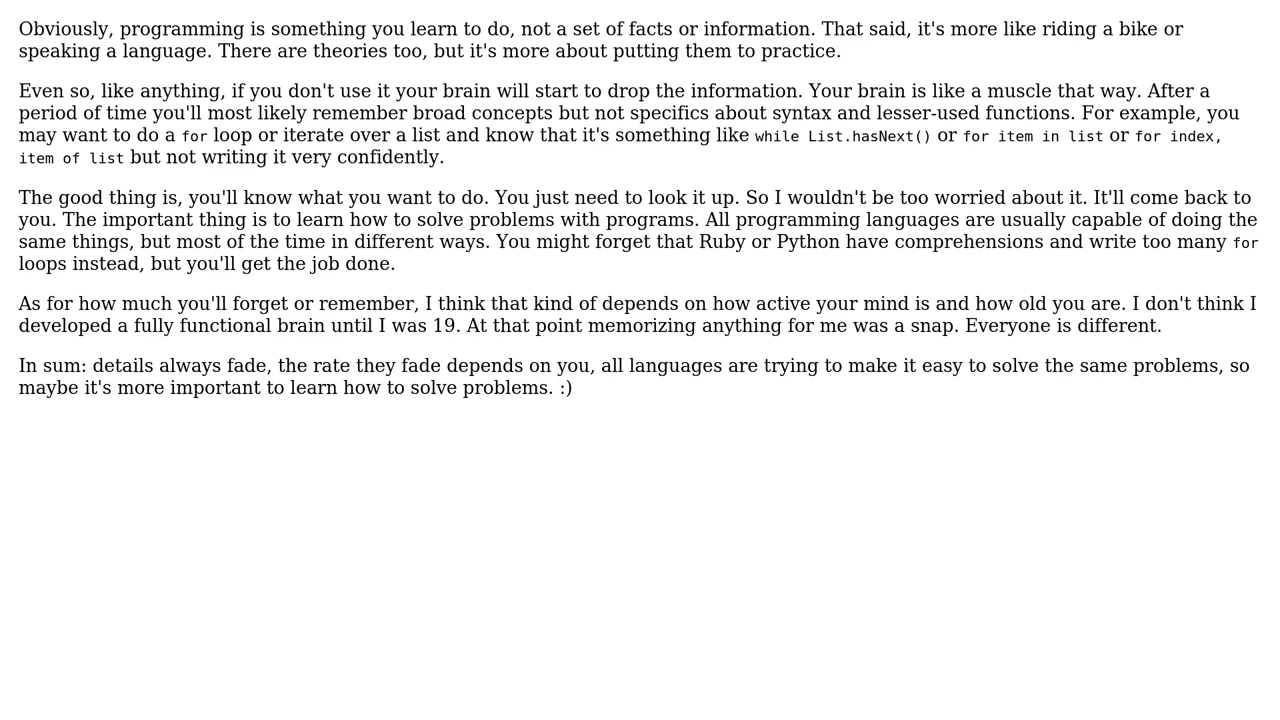 Obviously, programming is something you learn to do, not a set of facts or information. That said, it's more like riding a bike or
speaking a language. There are theories too, but it's more about putting them to practice.
Even so, like anything, if you don't use it your brain will start to drop the information. Your brain is like a muscle that way. After a
period of time you'll most likely remember broad concepts but not specifics about syntax and lesser-used functions. For example, you
may want to do a for loop or iterate over a list and know that it's something like while List.hasNext() or for item in list or for index,
item of list but not writing it very confidently.
The good thing is, you'll know what you want to do. You just need to look it up. So I wouldn't be too worried about it. It'll come back to
you. The important thing is to learn how to solve problems with programs. All programming languages are usually capable of doing the
same things, but most of the time in different ways. You might forget that Ruby or Python have comprehensions and write too many for
loops instead, but you'll get the job done.
As for how much you'll forget or remember, I think that kind of depends on how active your mind is and how old you are. I don't think I
developed a fully functional brain until I was 19. At that point memorizing anything for me was a snap. Everyone is different.
In sum: details always fade, the rate they fade depends on you, all languages are trying to make it easy to solve the same problems, so
maybe it's more important to learn how to solve problems. :)